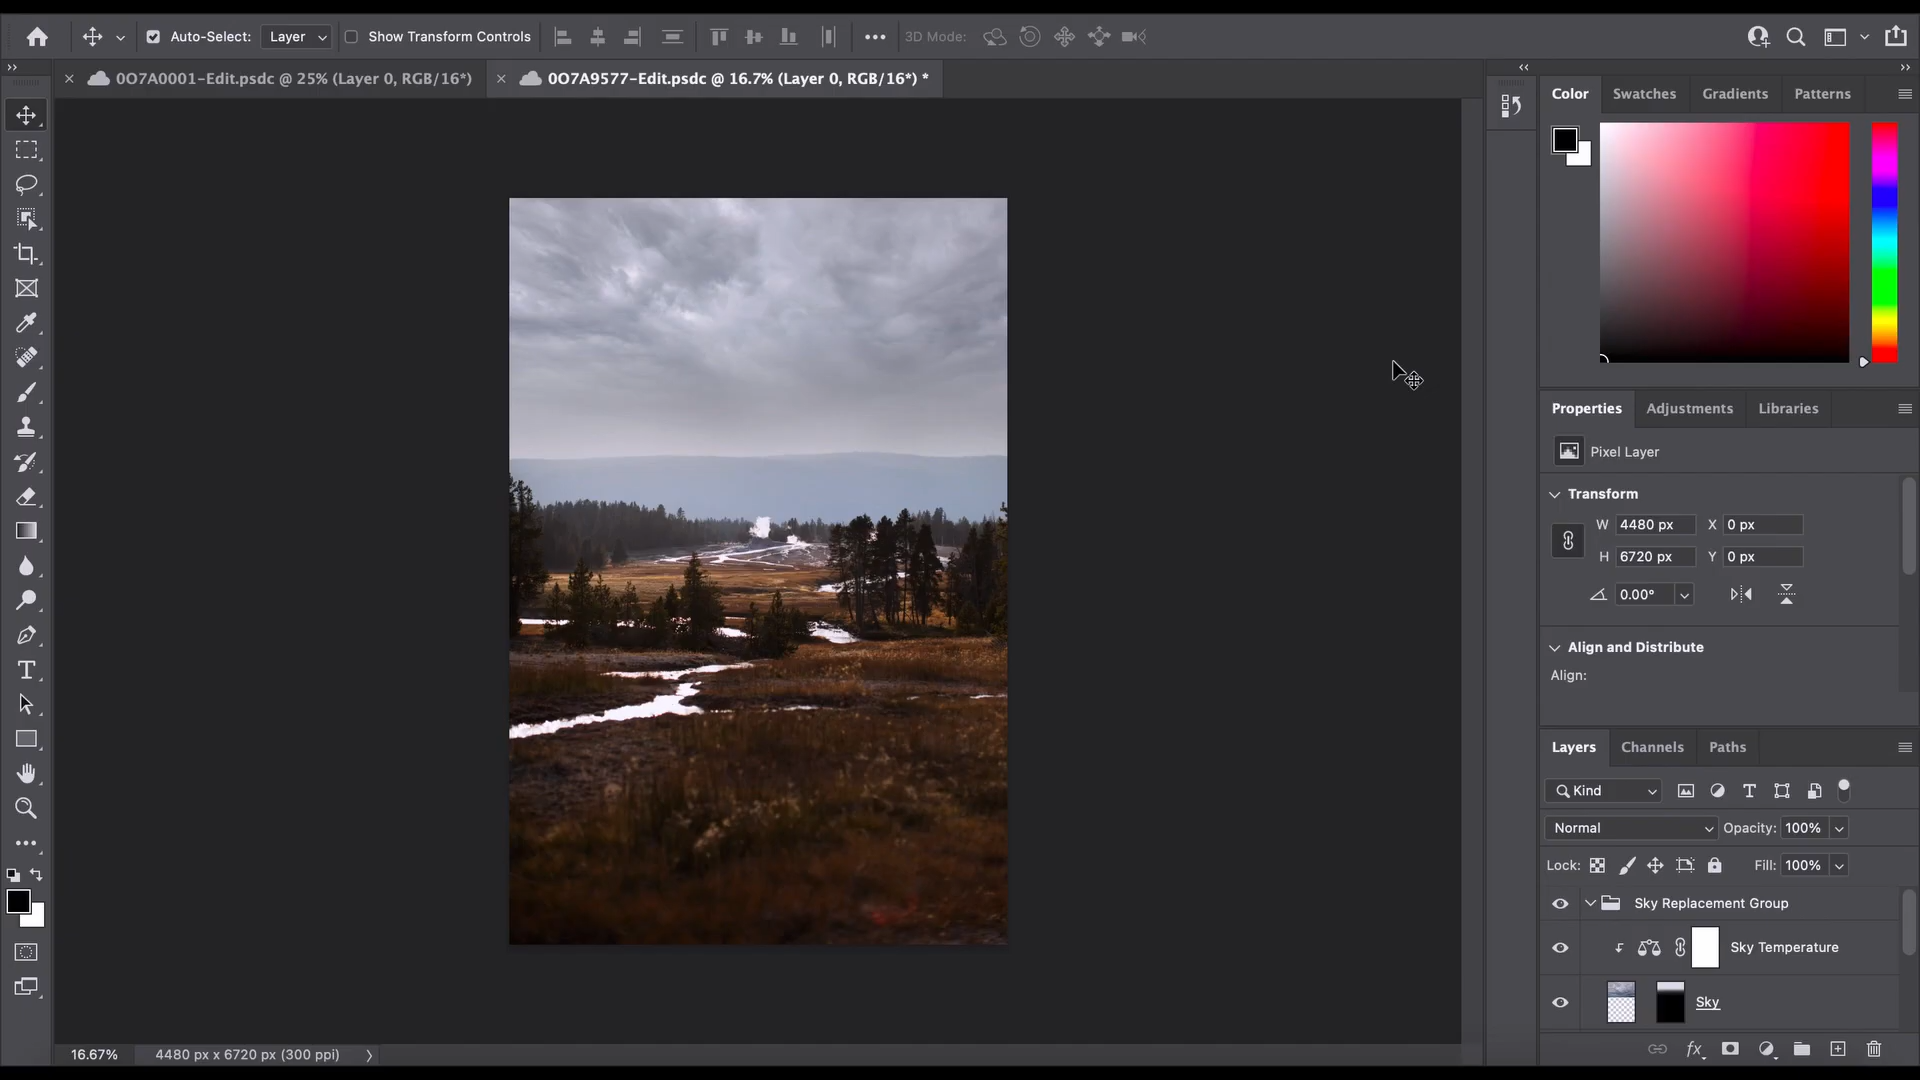 Auto-Select: Layer Show Transform Controls 3D Mode:
0O7A0001-Edit.psdc @ 25% (Layer 0, RGB/16*)
0O7A9577-Edit.psdc @ 16.7% (Layer 0, RGB/16*) *
Color Swatches Gradients Patterns
Properties Adjustments Libraries
Pixel Layer
Transform
W 4480 px X 0 px
H 6720 px Y 0 px
0.00°
Align and Distribute
Align:
Layers Channels Paths
Kind
Normal Opacity: 100%
Lock: Fill: 100%
Sky Replacement Group
Sky Temperature
Sky
16.67% 4480 px x 6720 px (300 ppi)